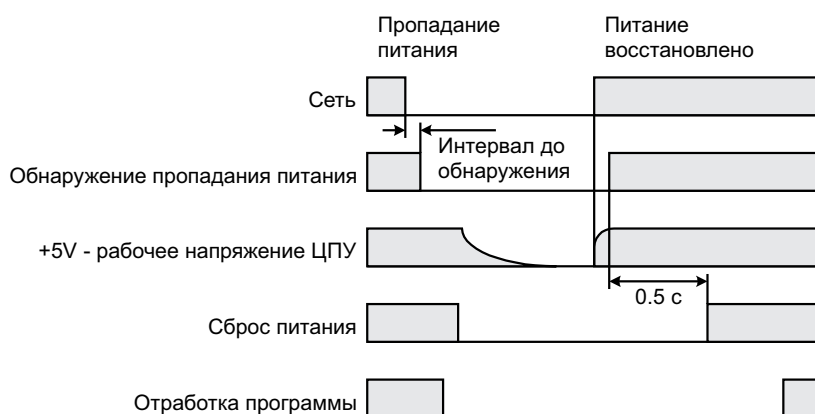 Пропадание
питания
Питание
восстановлено
Сеть
Интервал до
обнаружения
Обнаружение пропадания питания
+5V - рабочее напряжение ЦПУ
0.5 с
Сброс питания
Отработка программы